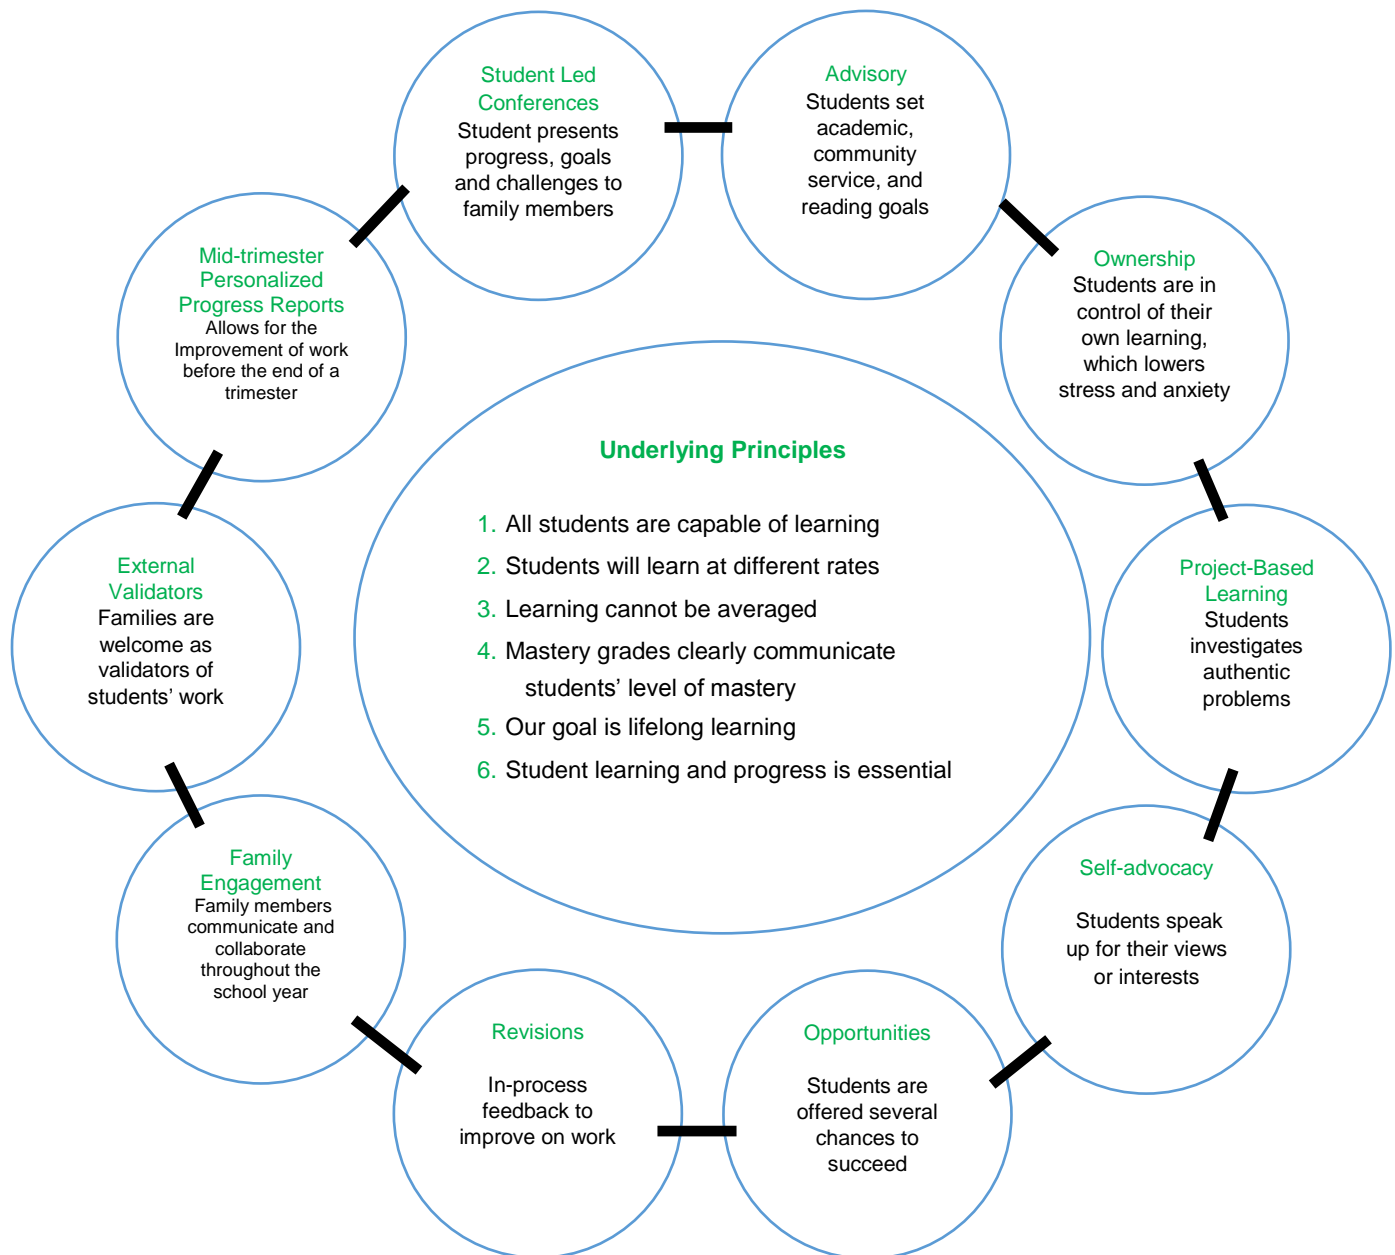 Student Led
Conferences
Student presents
progress, goals
and challenges to
family members
Advisory
Students set
academic,
community
service, and
reading goals
Ownership
Students are in
control of their
own learning,
which lowers
stress and anxiety
Project-Based
Learning
Students
investigates
authentic
problems
Self-advocacy
Students speak
up for their views
or interests
Opportunities
Students are
offered several
chances to
succeed
Revisions
In-process
feedback to
improve on work
Family
Engagement
Family members
communicate and
collaborate
throughout the
school year
External
Validators
Families are
welcome as
validators of
students’ work
Mid-trimester
Personalized
Progress Reports
Allows for the
Improvement of work
before the end of a
trimester
Underlying Principles
1. All students are capable of learning
2. Students will learn at different rates
3. Learning cannot be averaged
4. Mastery grades clearly communicate
students’ level of mastery
5. Our goal is lifelong learning
6. Student learning and progress is essential